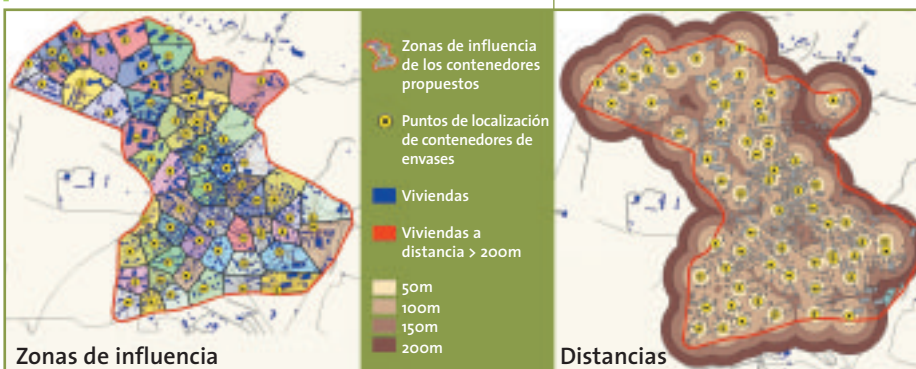 Zonas de influencia
de los contenedores
propuestos
Puntos de localización
de contenedores de
envases
Viviendas
Viviendas a
distancia > 200m
50m
100m
150m
200m
Zonas de influencia
Distancias